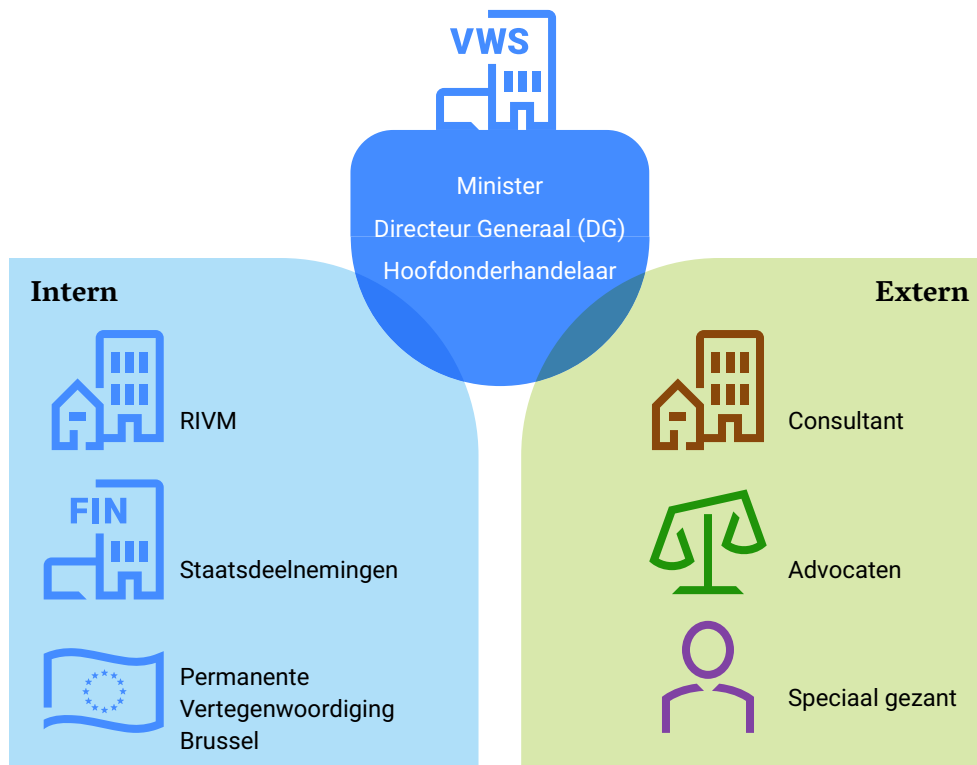 VWS
Minister
Directeur Generaal (DG)
Hoofdonderhandelaar
Intern
RIVM
FIN
Staatsdeelnemingen
Permanente
Vertegenwoordiging
Brussel
Extern
Consultant
Advocaten
Speciaal gezant